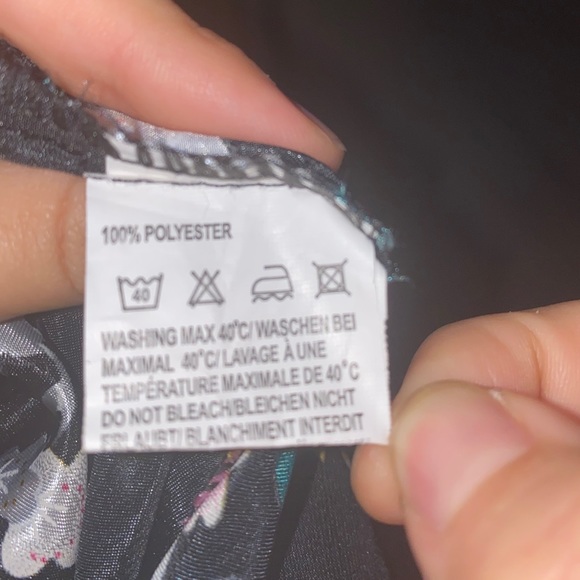 100% POLYESTER
40
WASHING MAX 40°C/ WASCHEN BEI
MAXIMAL 40°C/ LAVAGE À UNE
TEMPÉRATURE MAXIMALE DE 40°C
DO NOT BLEACH/BLEICHEN NICHT
ERLAUBT/ BLANCHIMENT INTERDIT